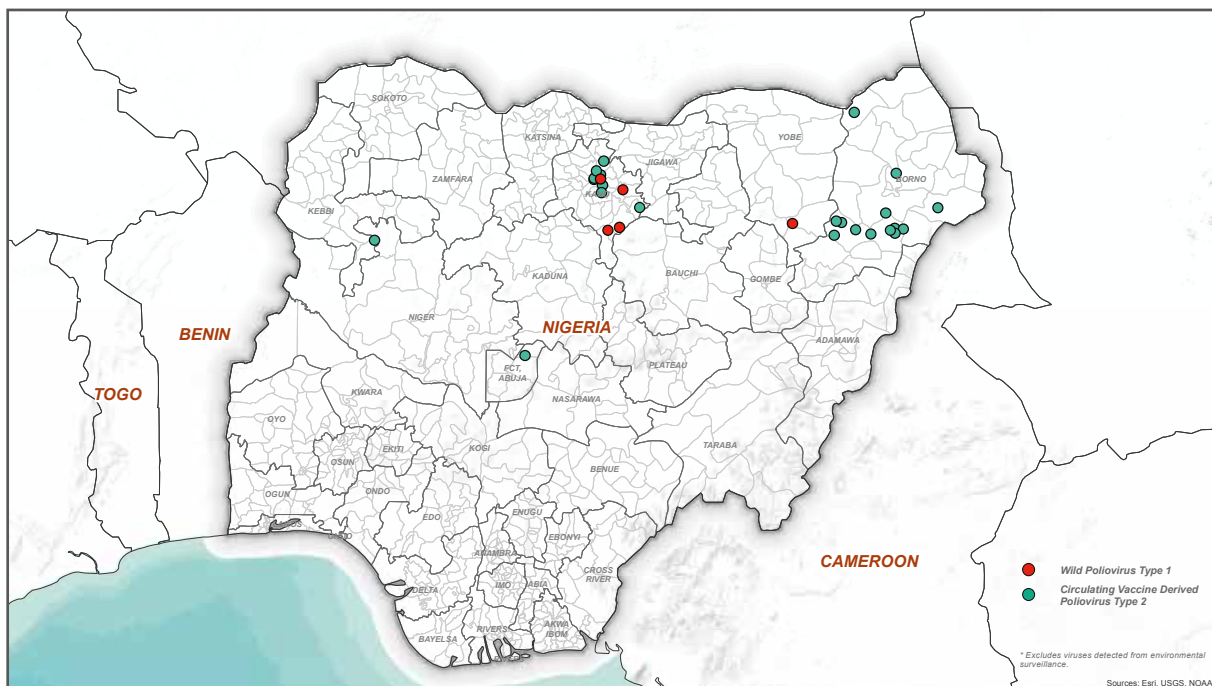 SOKOTO
KATSINA
YOBE
JIGAWA
ZAMFARA
BORNO
KEBBI
KADUNA
BAUCHI
GOMBE
NIGER
NIGERIA
BENIN
ADAMAWA
FCT,
ABUJA
PLATEAU
TOGO
KWARA
NASARAWA
OYO
TARABA
KOGI
EKITI
OSUN
BENUE
OGUN
ONDO
EDO
ENUGU
EBONYI
ANAMBRA
CROSS
RIVER
CAMEROON
IMO
ABIA
DELTA
AKWA
IBOM
RIVERS
BAYELSA
Wild Poliovirus Type 1
Circulating Vaccine Derived
Poliovirus Type 2
* Excludes viruses detected from environmental
surveillance.
Sources: Esri, USGS, NOAA